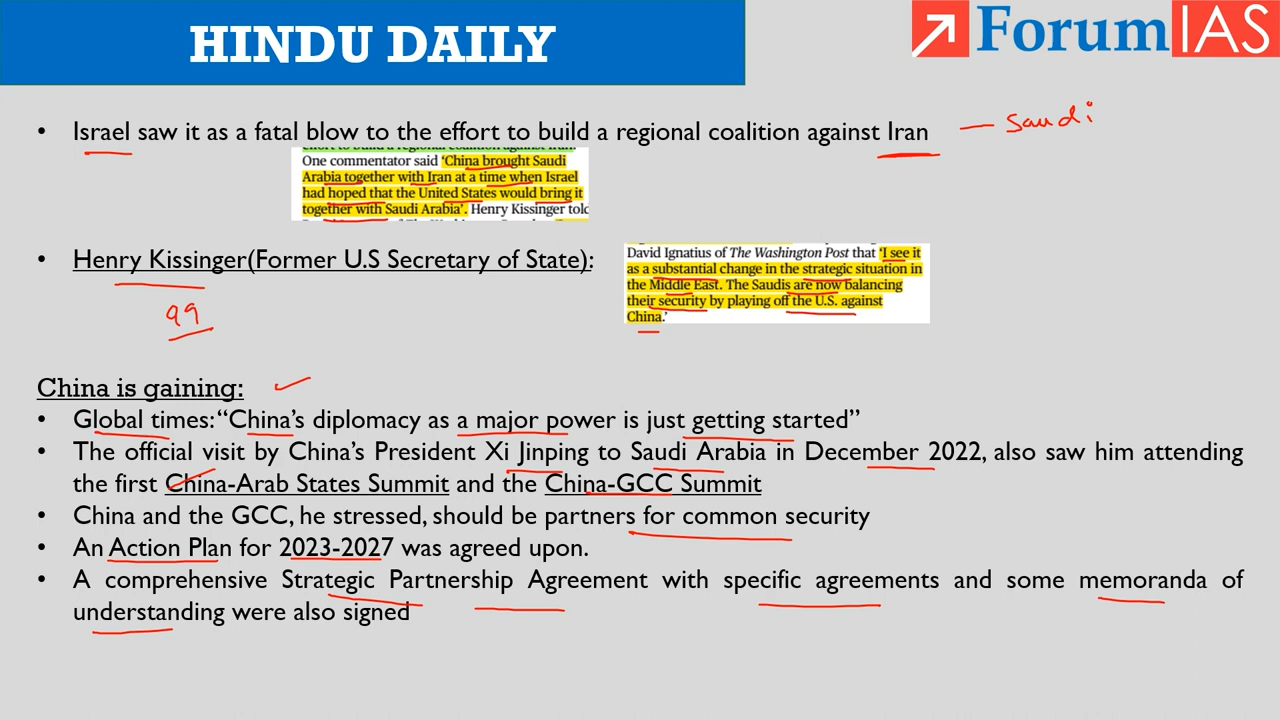 HINDU DAILY
Forum IAS
• Israel saw it as a fatal blow to the effort to build a regional coalition against Iran — Saudi
One commentator said ‘China brought Saudi
Arabia together with Iran at a time when Israel
had hoped that the United States would bring it
together with Saudi Arabia’. Henry Kissinger told
• Henry Kissinger(Former U.S Secretary of State):
99
David Ignatius of The Washington Post that ‘I see it
as a substantial change in the strategic situation in
the Middle East. The Saudis are now balancing
their security by playing off the U.S. against
China.’
China is gaining:
• Global times: “China’s diplomacy as a major power is just getting started”
• The official visit by China’s President Xi Jinping to Saudi Arabia in December 2022, also saw him attending
the first China-Arab States Summit and the China-GCC Summit
• China and the GCC, he stressed, should be partners for common security
• An Action Plan for 2023-2027 was agreed upon.
• A comprehensive Strategic Partnership Agreement with specific agreements and some memoranda of
understanding were also signed